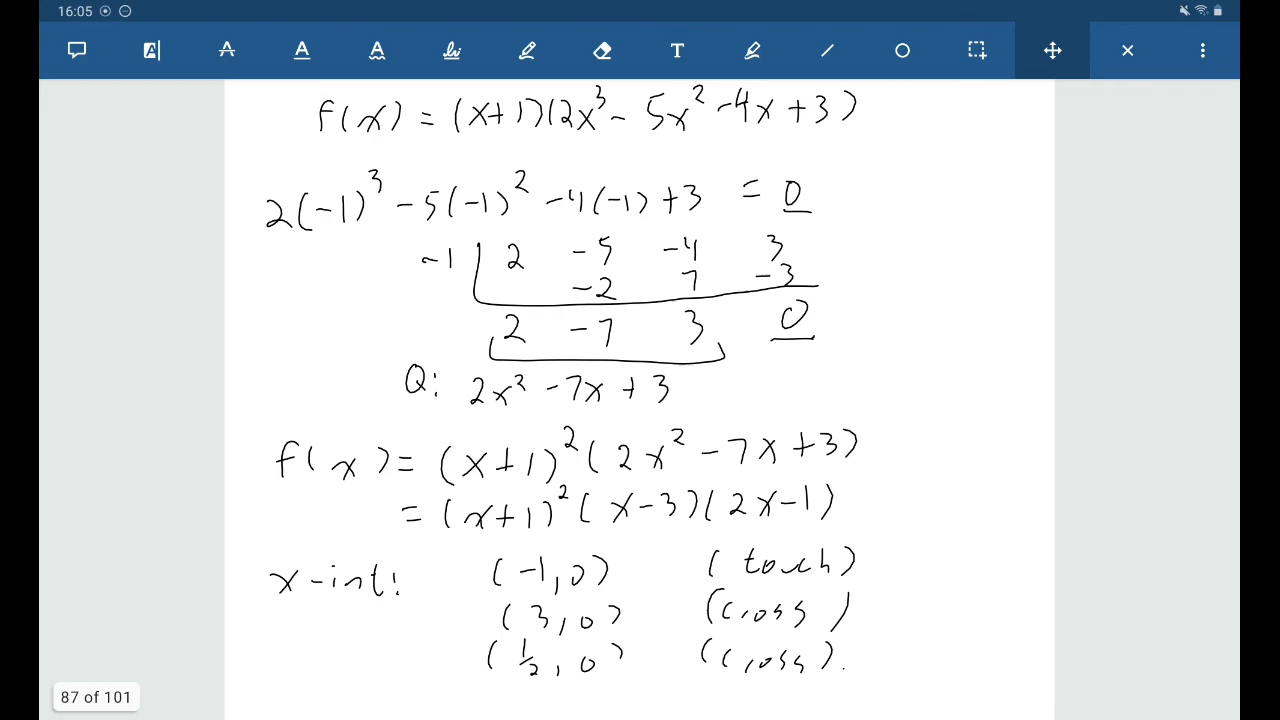 16:05
f(x) = (x+1)(2x³ - 5x² - 4x + 3)
2(-1)³ - 5(-1)² - 4(-1) + 3 = 0
-1 | 2 -5 -4 3
-2 7 -3
2 -7 3 0
Q: 2x² - 7x + 3
f(x) = (x+1)² (2x² - 7x + 3)
= (x+1)² (x-3)(2x-1)
x-int: (-1, 0) (touch)
(3, 0) (cross)
(1/2, 0) (cross).
87 of 101